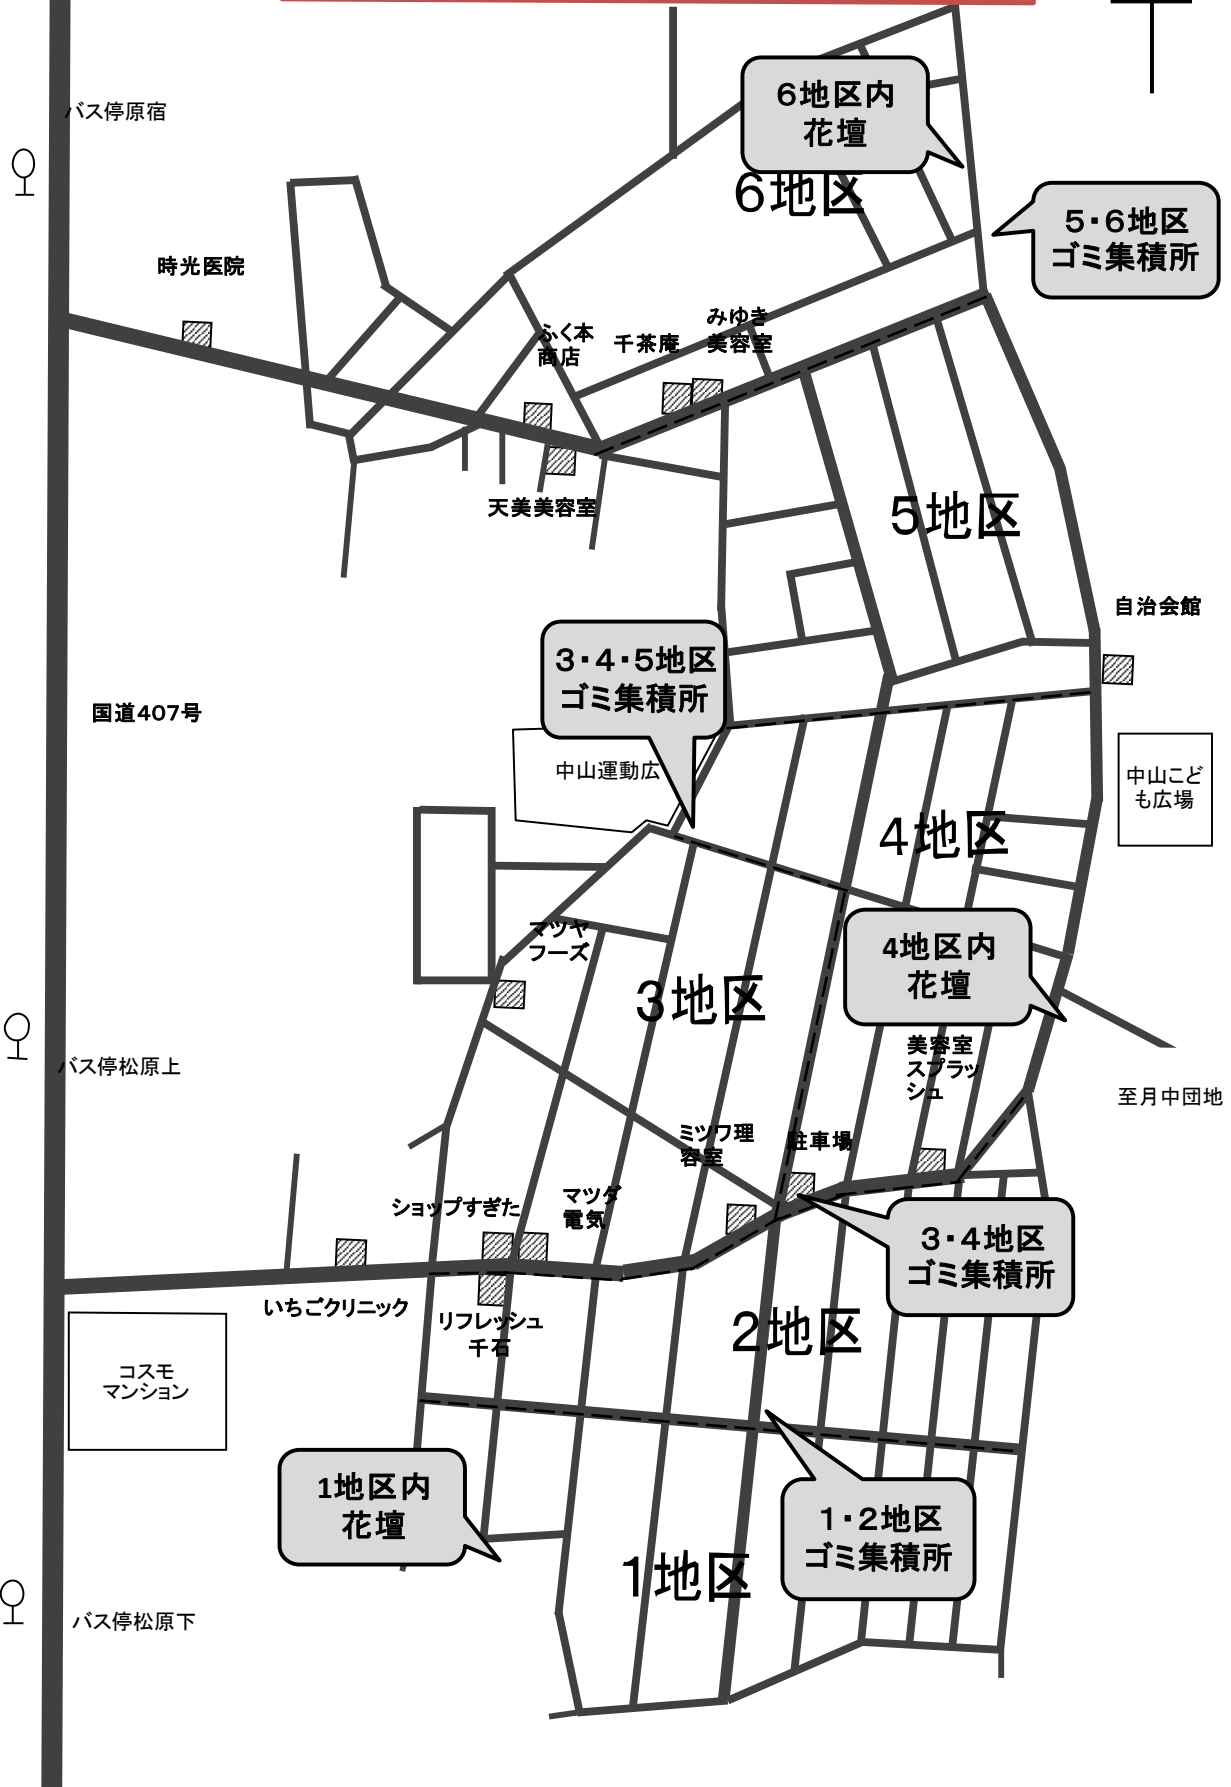 バス停原宿
6地区内
花壇
6地区
5・6地区
ゴミ集積所
時光医院
ふく本
商店
千茶庵
みゆき
美容室
天美美容室
5地区
自治会館
3・4・5地区
ゴミ集積所
国道407号
中山運動広
中山こど
も広場
4地区
4地区内
花壇
マツヤ
フーズ
3地区
美容室
スプラッ
シュ
バス停松原上
至月中団地
ミツワ理
容室
駐車場
ショップすぎた
マツダ
電気
3・4地区
ゴミ集積所
いちごクリニック
リフレッシュ
千石
2地区
コスモ
マンション
1地区内
花壇
1・2地区
ゴミ集積所
1地区
バス停松原下